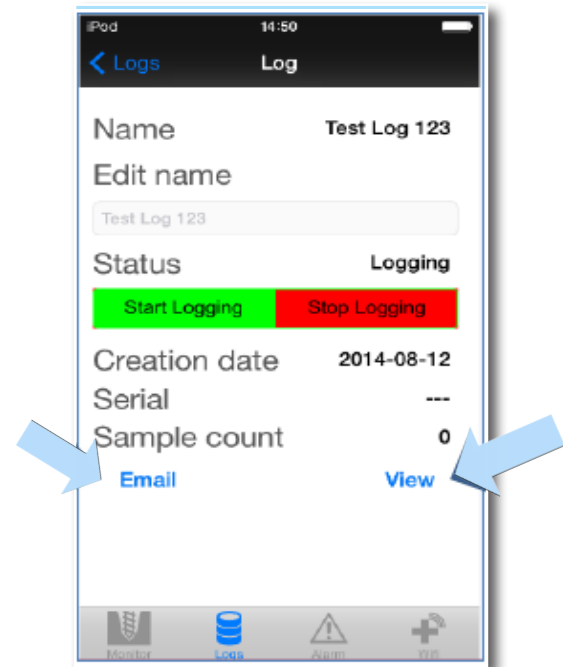 iPod 14:50
Logs Log
Name Test Log 123
Edit name
Test Log 123
Status Logging
Start Logging Stop Logging
Creation date 2014-08-12
Serial ---
Sample count 0
Email View
Monitor Logs Alarm Wifi